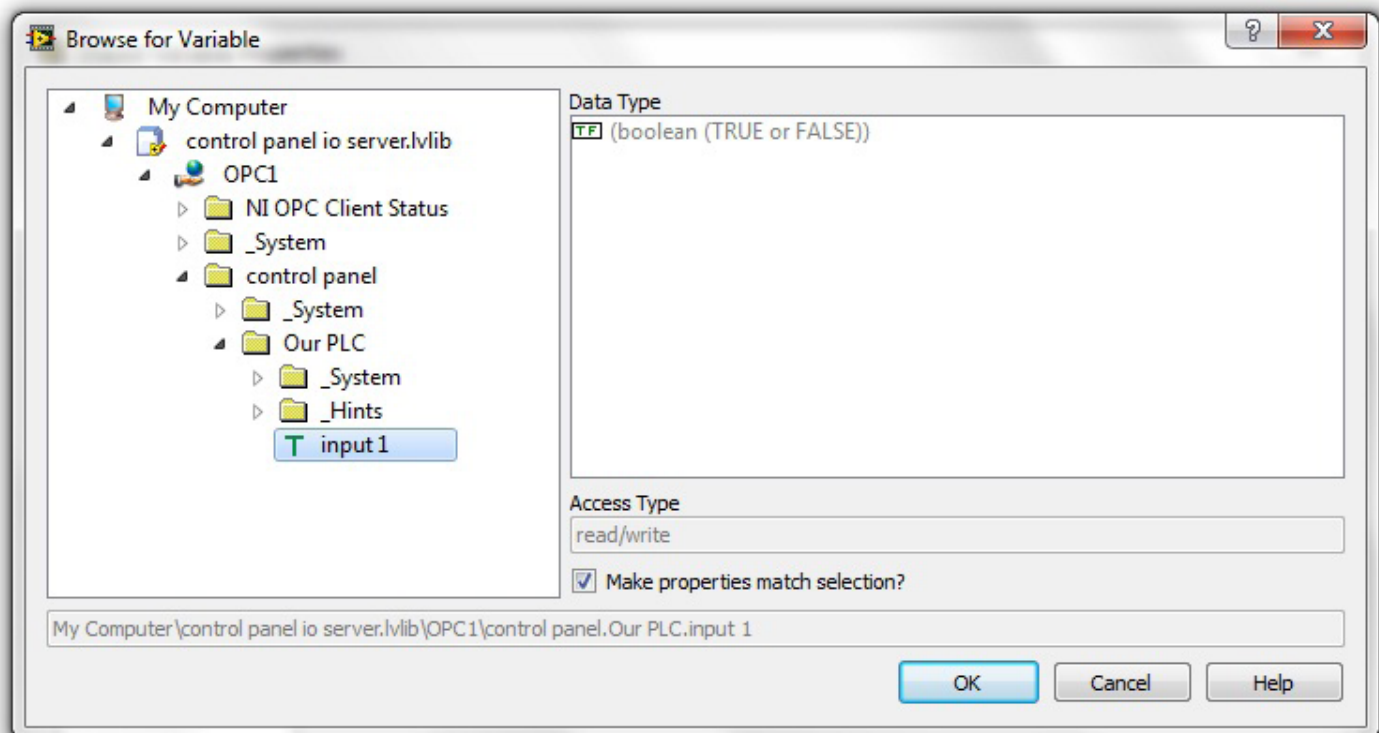 Browse for Variable
?
X
My Computer
control panel io server.lvlib
OPC1
NI OPC Client Status
_System
control panel
_System
Our PLC
_System
_Hints
T input 1
Data Type
TF (boolean (TRUE or FALSE))
Access Type
read/write
Make properties match selection?
My Computer\control panel io server.lvlib\OPC1\control panel.Our PLC.input 1
OK
Cancel
Help